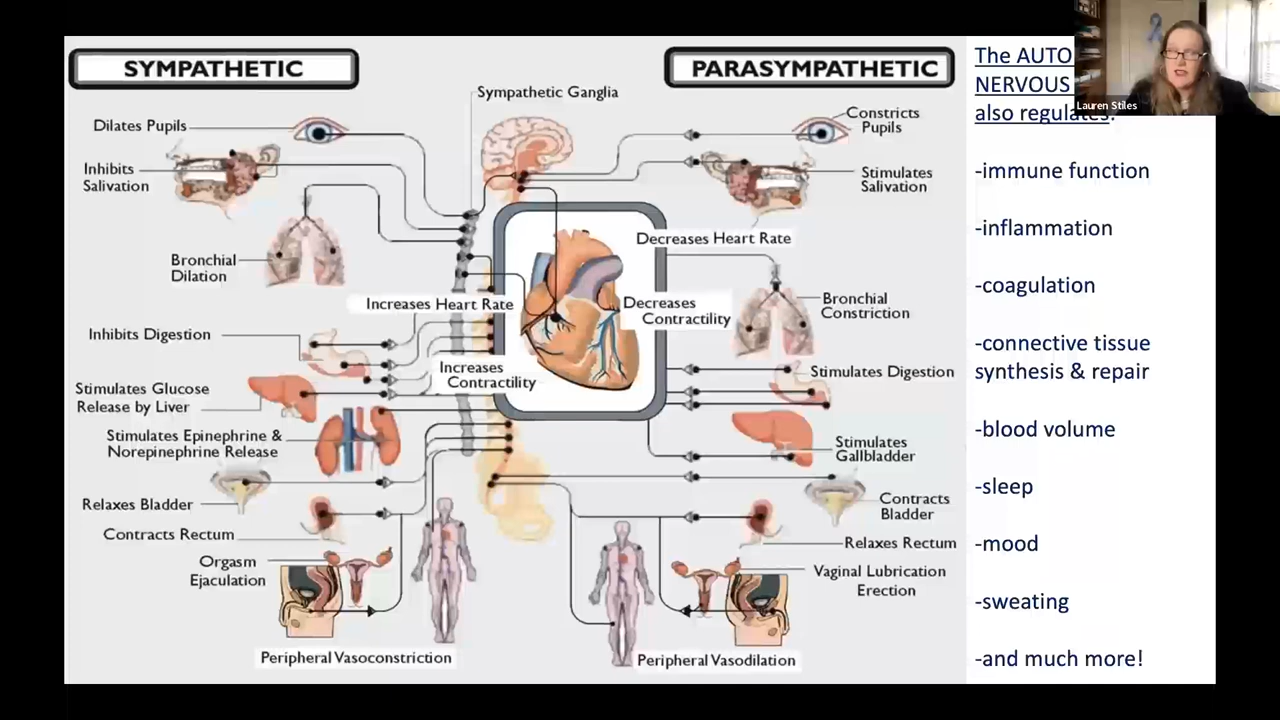 SYMPATHETIC
Dilates Pupils
Inhibits
Salivation
Bronchial
Dilation
Inhibits Digestion
Stimulates Glucose
Release by Liver
Stimulates Epinephrine &
Norepinephrine Release
Relaxes Bladder
Contracts Rectum
Orgasm
Ejaculation
Peripheral Vasoconstriction
Sympathetic Ganglia
Increases Heart Rate
Increases
Contractility
PARASYMPATHETIC
Constricts
Pupils
Stimulates
Salivation
Decreases Heart Rate
Decreases
Contractility
Bronchial
Constriction
Stimulates Digestion
Stimulates
Gallbladder
Contracts
Bladder
Relaxes Rectum
Vaginal Lubrication
Erection
Peripheral Vasodilation
The AUTO
NERVOUS
also regulates:
-immune function
-inflammation
-coagulation
-connective tissue
synthesis & repair
-blood volume
-sleep
-mood
-sweating
-and much more!
Lauren Stiles